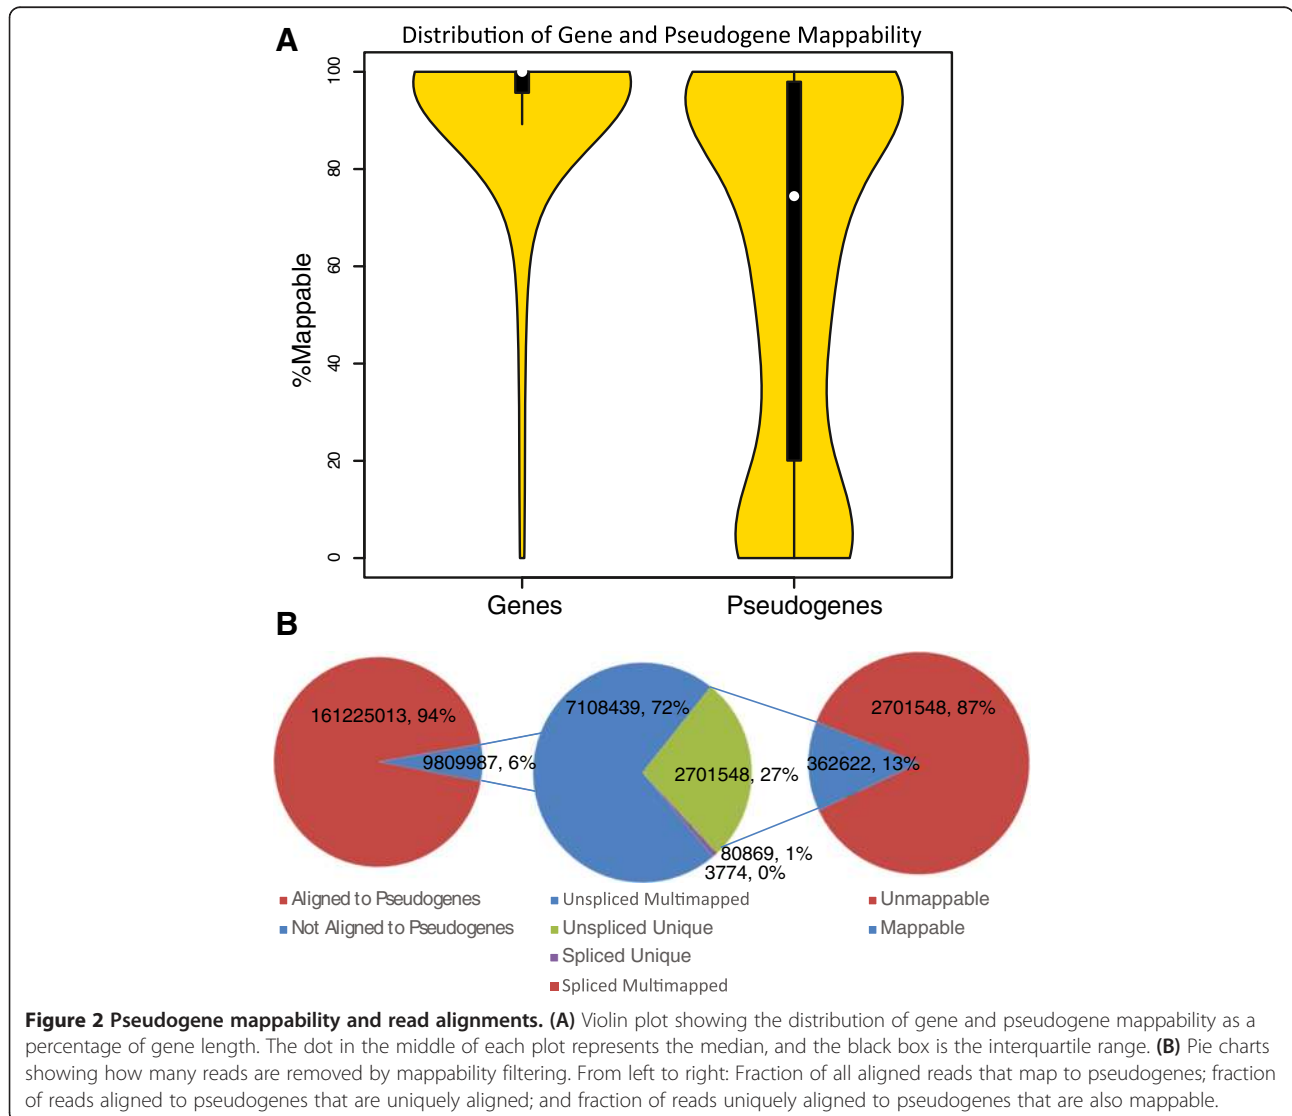 A
Distribution of Gene and Pseudogene Mappability
%Mappable
100
80
60
40
20
0
Genes
Pseudogenes
B
161225013, 94%
9809987, 6%
7108439, 72%
2701548, 27%
80869, 1%
3774, 0%
2701548, 87%
362622, 13%
Aligned to Pseudogenes
Not Aligned to Pseudogenes
Unspliced Multimapped
Unspliced Unique
Spliced Unique
Spliced Multimapped
Unmappable
Mappable
Figure 2 Pseudogene mappability and read alignments. (A) Violin plot showing the distribution of gene and pseudogene mappability as a
percentage of gene length. The dot in the middle of each plot represents the median, and the black box is the interquartile range. (B) Pie charts
showing how many reads are removed by mappability filtering. From left to right: Fraction of all aligned reads that map to pseudogenes; fraction
of reads aligned to pseudogenes that are uniquely aligned; and fraction of reads uniquely aligned to pseudogenes that are also mappable.